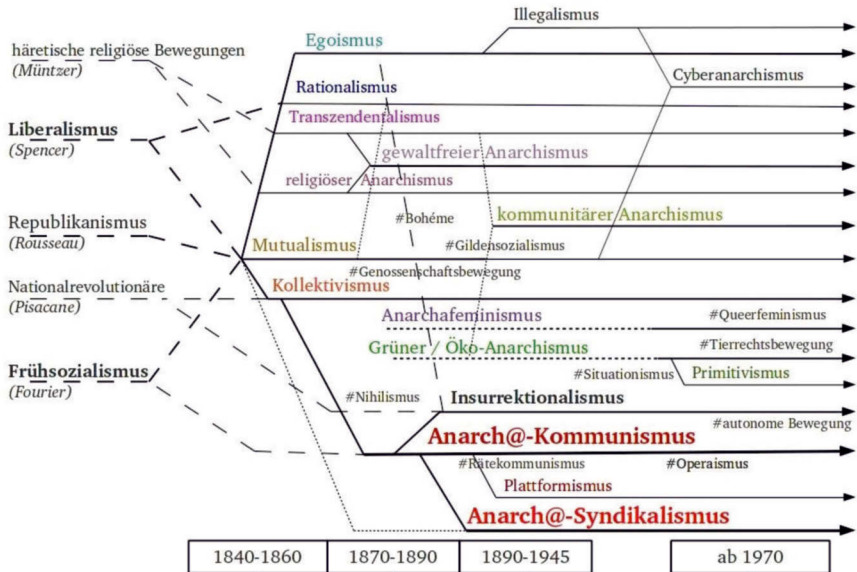 Illegalismus
Egoismus
häretische religiöse Bewegungen
(Müntzer)
Cyberanarchismus
Rationalismus
Transzendentalismus
Liberalismus
(Spencer)
gewaltfreier Anarchismus
religiöser Anarchismus
#Bohéme
kommunitärer Anarchismus
Republikanismus
(Rousseau)
Mutualismus
#Gildensozialismus
#Genossenschaftsbewegung
Nationalrevolutionäre
(Pisacane)
Kollektivismus
Anarchafeminismus
#Queerfeminismus
Grüner / Öko-Anarchismus
#Tierrechtsbewegung
Frühsozialismus
(Fourier)
#Situationismus
Primitivismus
#Nihilismus
Insurrektionalismus
#autonome Bewegung
Anarch@-Kommunismus
#Rätekommunismus
#Operaismus
Plattformismus
Anarch@-Syndikalismus
1840-1860
1870-1890
1890-1945
ab 1970